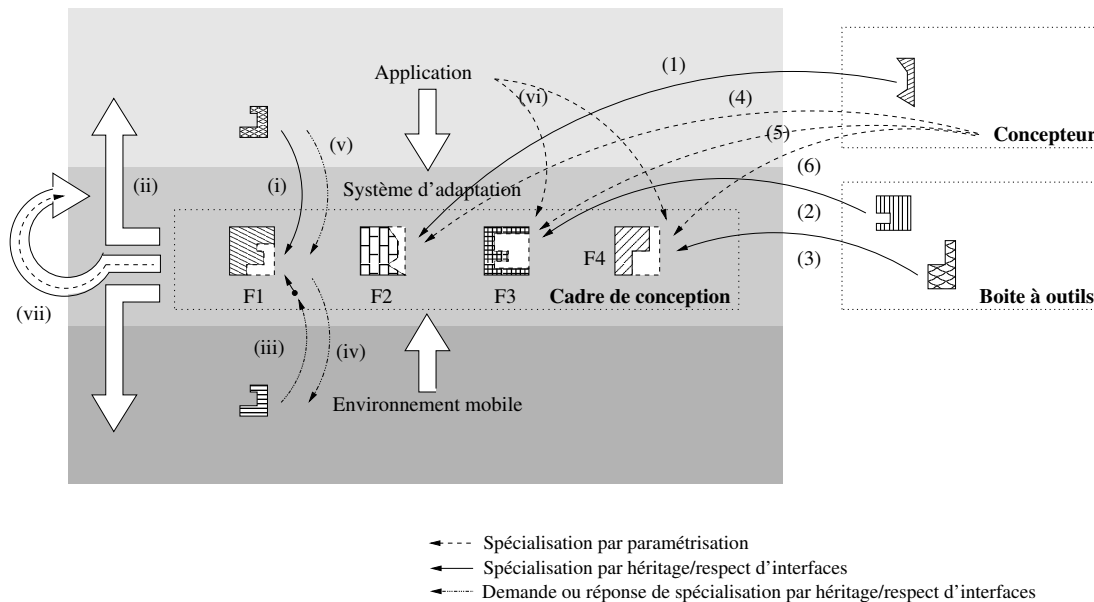 (1)
Application
(vi)
(4)
(5)
Concepteur
(v)
(6)
(ii)
(i)
Système d'adaptation
(2)
F4
(3)
F1
F2
F3
Cadre de conception
Boite à outils
(vii)
(iii)
(iv)
Environnement mobile
Spécialisation par paramétrisation
Spécialisation par héritage/respect d'interfaces
Demande ou réponse de spécialisation par héritage/respect d'interfaces